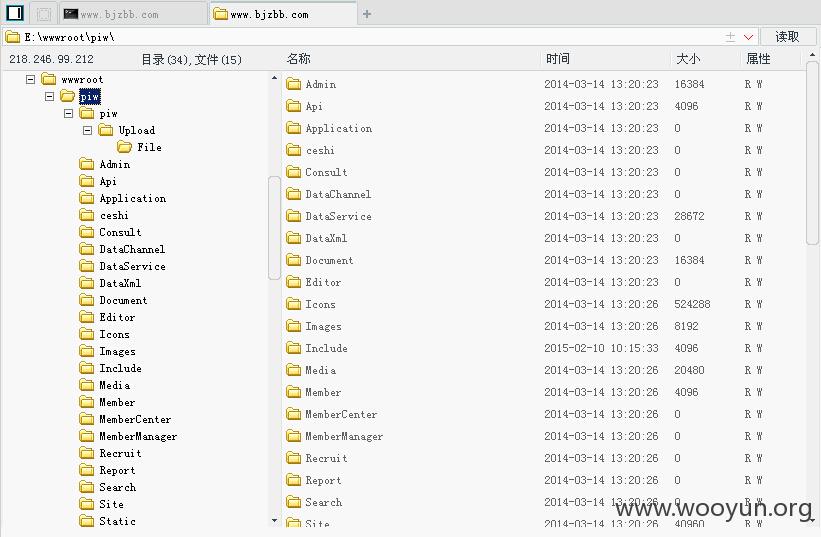 www.bjzbb.com
www.bjzbb.com
E:\wwwroot\piw\
读取
218.246.99.212
目录(34),文件(15)
名称
时间
大小
属性
wwwroot
piw
piw
Upload
File
Admin
Api
Application
ceshi
Consult
DataChannel
DataService
DataXml
Document
Editor
Icons
Images
Include
Media
Member
MemberCenter
MemberManager
Recruit
Report
Search
Site
Static
Admin 2014-03-14 13:20:23 16384 R W
Api 2014-03-14 13:20:23 4096 R W
Application 2014-03-14 13:20:23 0 R W
ceshi 2014-03-14 13:20:23 0 R W
Consult 2014-03-14 13:20:23 0 R W
DataChannel 2014-03-14 13:20:23 0 R W
DataService 2014-03-14 13:20:23 28672 R W
DataXml 2014-03-14 13:20:23 0 R W
Document 2014-03-14 13:20:23 16384 R W
Editor 2014-03-14 13:20:23 0 R W
Icons 2014-03-14 13:20:26 524288 R W
Images 2014-03-14 13:20:26 8192 R W
Include 2015-02-10 10:15:33 4096 R W
Media 2014-03-14 13:20:26 20480 R W
Member 2014-03-14 13:20:26 4096 R W
MemberCenter 2014-03-14 13:20:26 0 R W
MemberManager 2014-03-14 13:20:26 0 R W
Recruit 2014-03-14 13:20:26 0 R W
Report 2014-03-14 13:20:26 0 R W
Search 2014-03-14 13:20:26 0 R W
Site 2014-03-14 13:20:26 40960 R W
www.wooyun.org